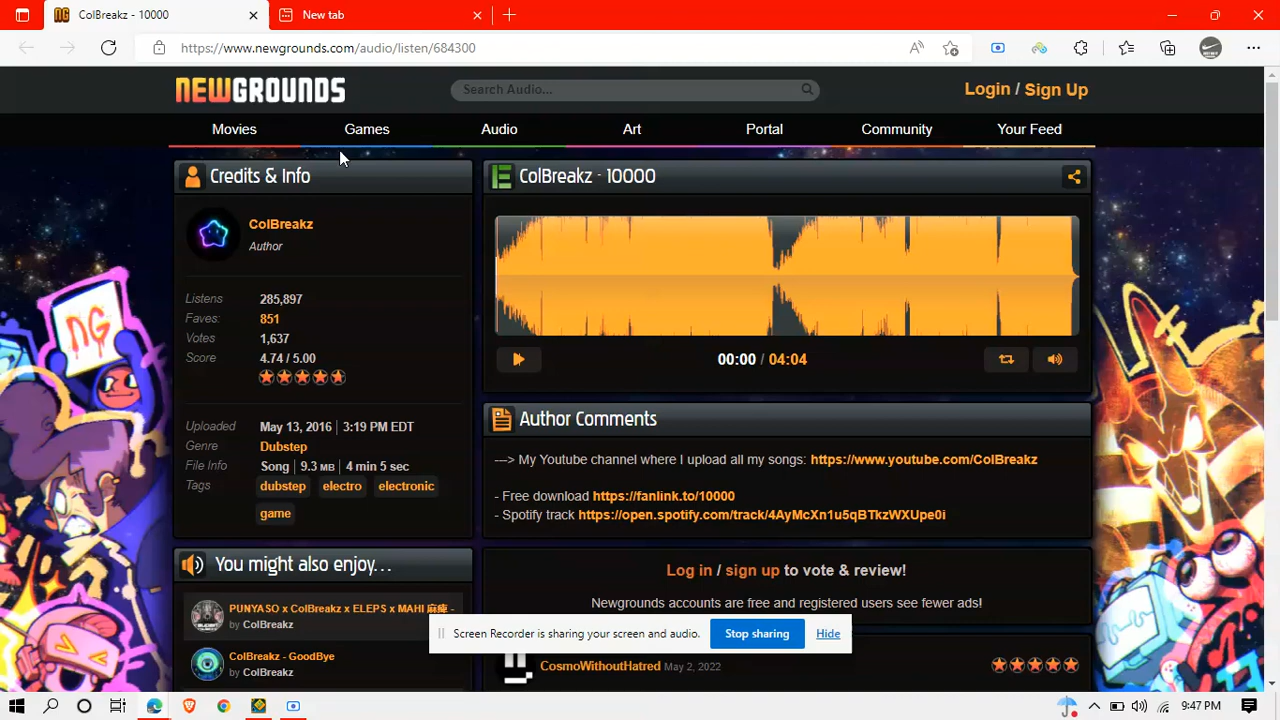 ColBreakz - 10000
New tab
https://www.newgrounds.com/audio/listen/684300
NEWGROUNDS
Search Audio...
Login / Sign Up
Movies
Games
Audio
Art
Portal
Community
Your Feed
Credits & Info
ColBreakz
Author
Listens 285,897
Faves: 851
Votes 1,637
Score 4.74 / 5.00
Uploaded May 13, 2016 | 3:19 PM EDT
Genre Dubstep
File Info Song | 9.3 MB | 4 min 5 sec
Tags dubstep electro electronic
game
You might also enjoy…
PUNYASO x ColBreakz x ELEPS x MAHI 麻痺 -
by ColBreakz
ColBreakz - GoodBye
by ColBreakz
ColBreakz - 10000
00:00 / 04:04
Author Comments
---> My Youtube channel where I upload all my songs: https://www.youtube.com/ColBreakz
- Free download https://fanlink.to/10000
- Spotify track https://open.spotify.com/track/4AyMcXn1u5qBTkzWXUpe0i
Log in / sign up to vote & review!
Newgrounds accounts are free and registered users see fewer ads!
CosmoWithoutHatred May 2, 2022
Screen Recorder is sharing your screen and audio.
Stop sharing
Hide
NG
9:47 PM